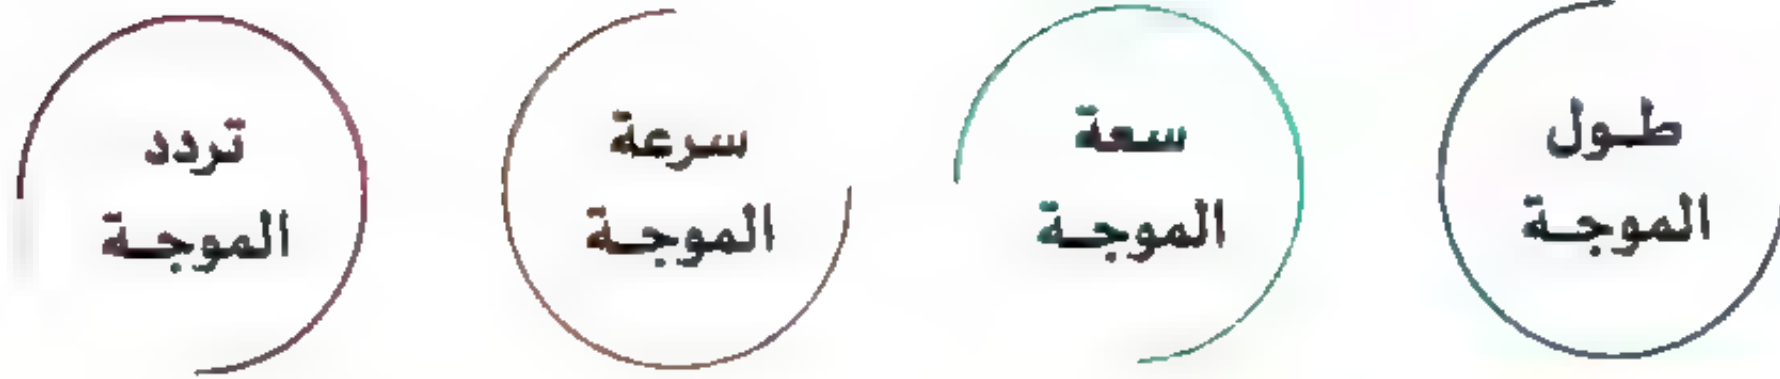 طول
الموجة
سعة
الموجة
سرعة
الموجة
تردد
الموجة